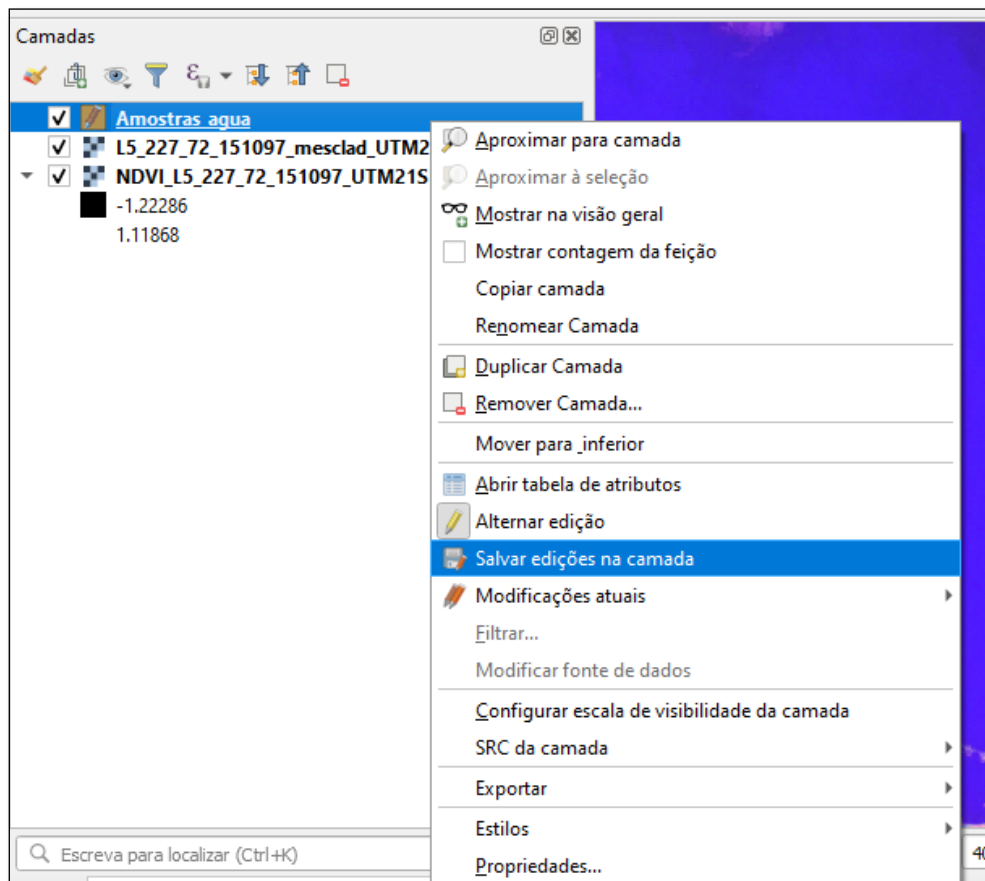 Camadas
Amostras agua
L5_227_72_151097_mesclad_UTM2
NDVI_L5_227_72_151097_UTM21S
-1.22286
1.11868
Aproximar para camada
Aproximar à seleção
Mostrar na visão geral
Mostrar contagem da feição
Copiar camada
Renomear Camada
Duplicar Camada
Remover Camada...
Mover para _inferior
Abrir tabela de atributos
Alternar edição
Salvar edições na camada
Modificações atuais
Filtrar...
Modificar fonte de dados
Configurar escala de visibilidade da camada
SRC da camada
Exportar
Estilos
Propriedades...
Escreva para localizar (Ctrl+K)
40